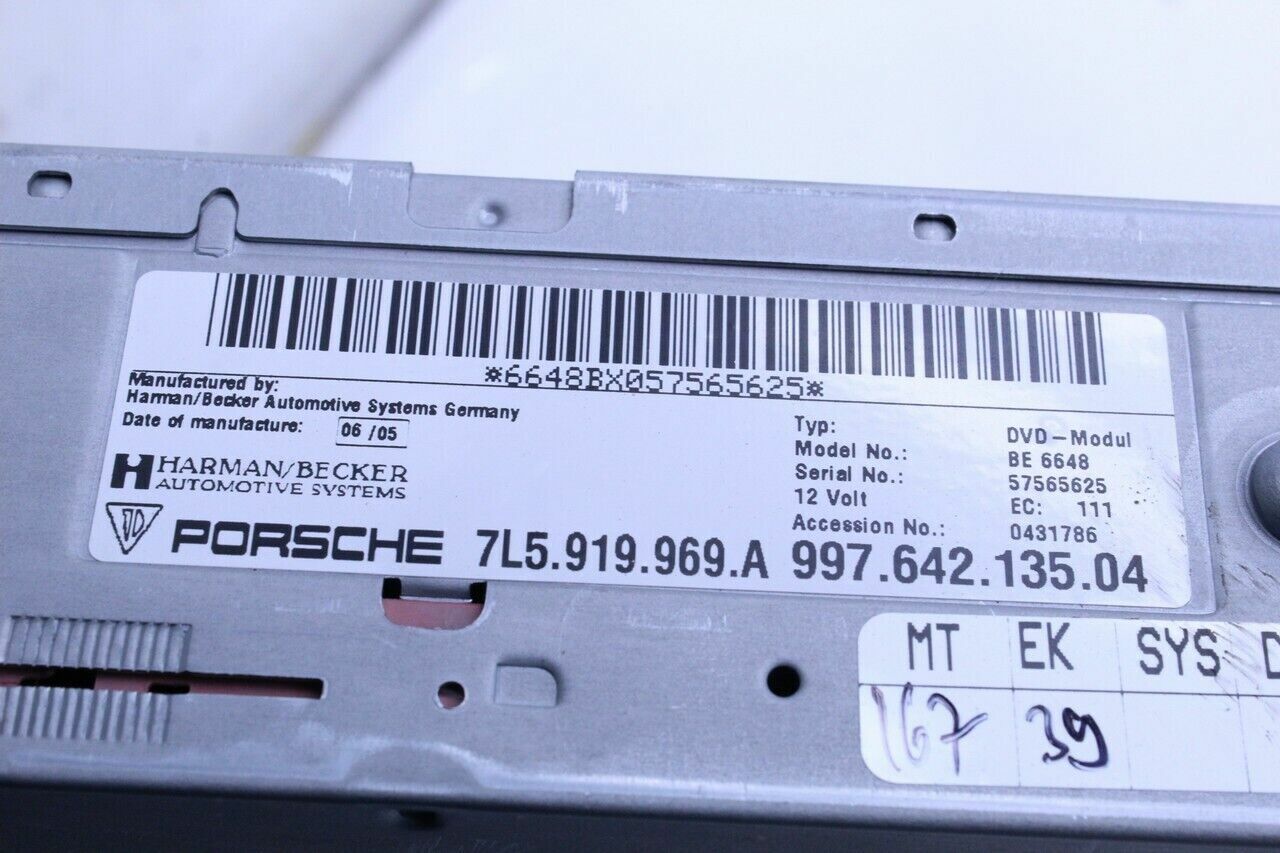 *6648BX057565625*
Manufactured by:
Harman/Becker Automotive Systems Germany
Date of manufacture: 06/05
HARMAN/BECKER
AUTOMOTIVE SYSTEMS
Typ: DVD-Modul
Model No.: BE 6648
Serial No.: 57565625
12 Volt EC: 111
Accession No.: 0431786
PORSCHE 7L5.919.969.A 997.642.135.04
MT EK SYS D
167 39